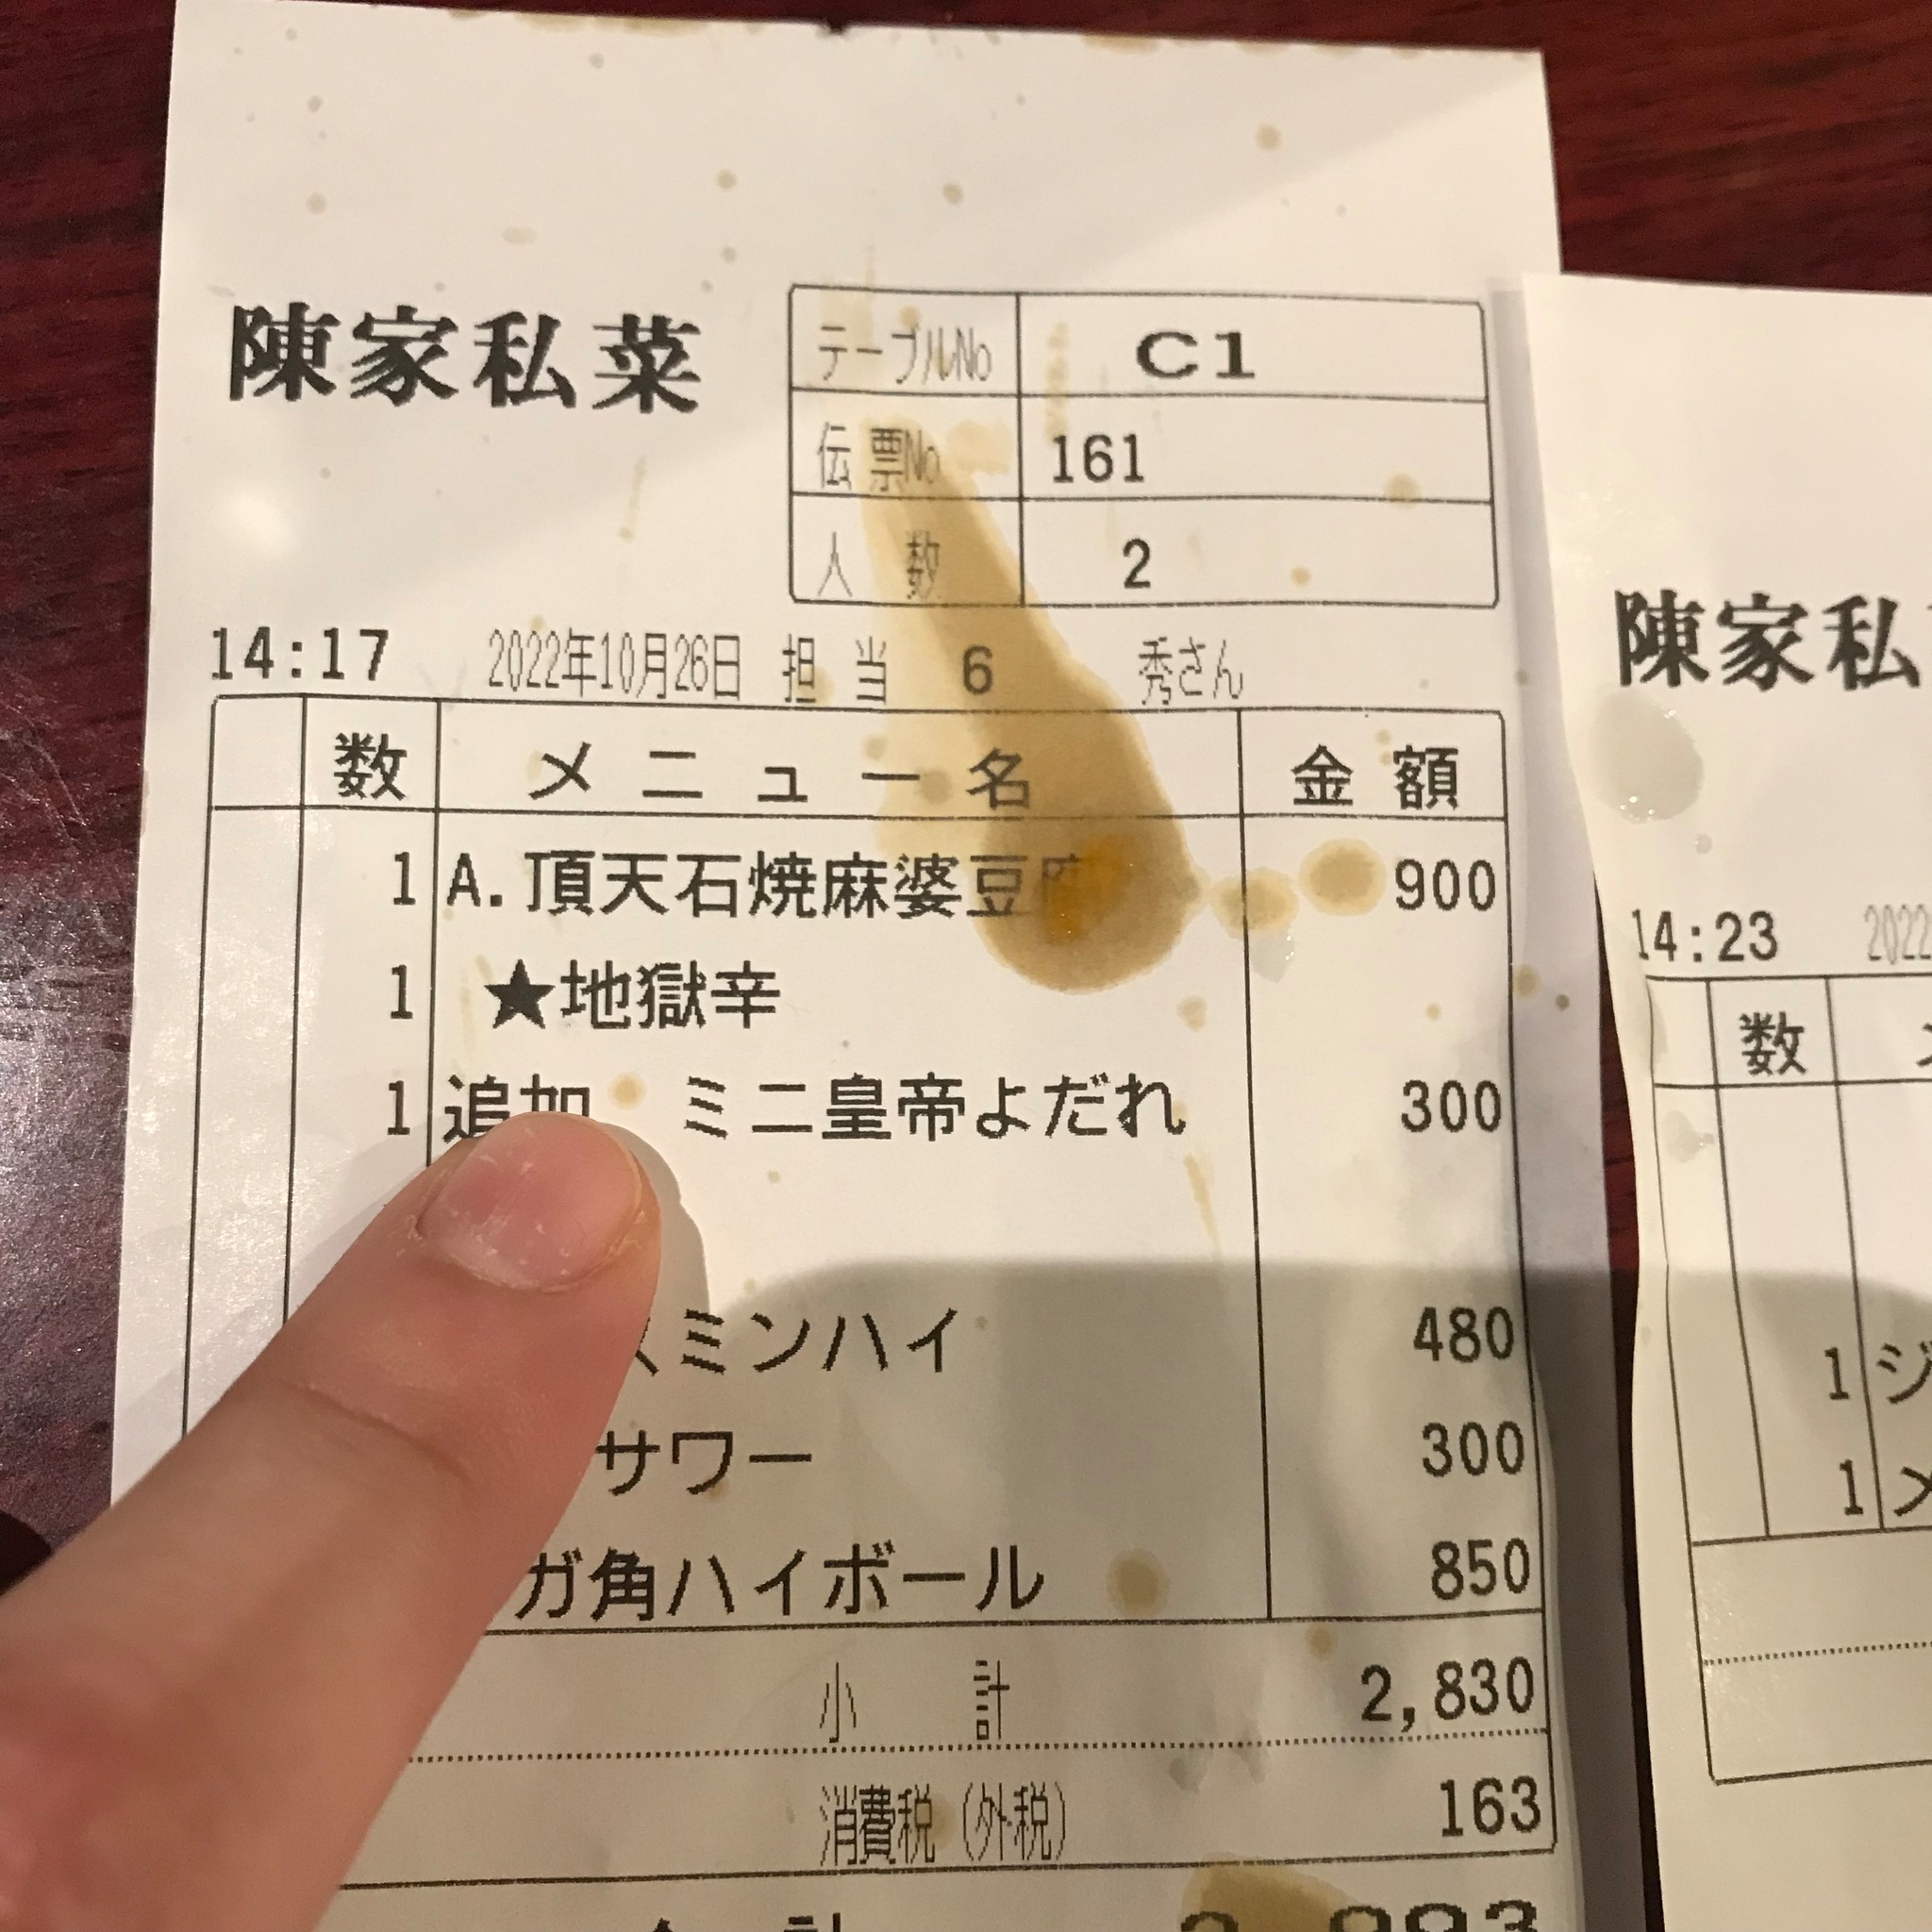 陳家私菜
テーブルNo C1
伝票No 161
人 数 2
14:17 2022年10月26日 担 当 6 秀さん
数 メニュー名 金 額
1 A.頂天石焼麻婆豆 900
1 ★地獄辛
1 追加 ミニ皇帝よだれ 300
スミンハイ 480
サワー 300
ガ角ハイボール 850
小 計 2,830
消費税(外税) 163
陳家私
14:23 2022
数
1 ジ
1 メ